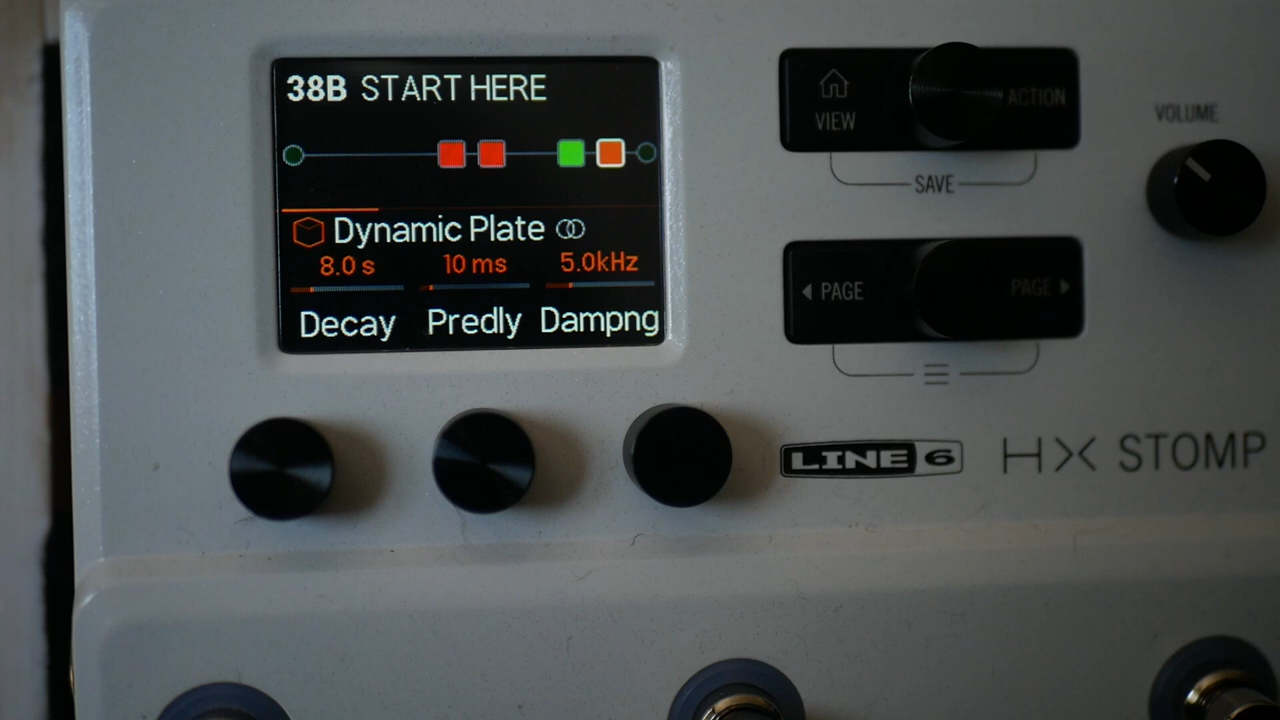 38B START HERE
Dynamic Plate
8.0 s 10 ms 5.0kHz
Decay Predly Dampng
VIEW ACTION
SAVE
PAGE PAGE
VOLUME
LINE 6 HX STOMP